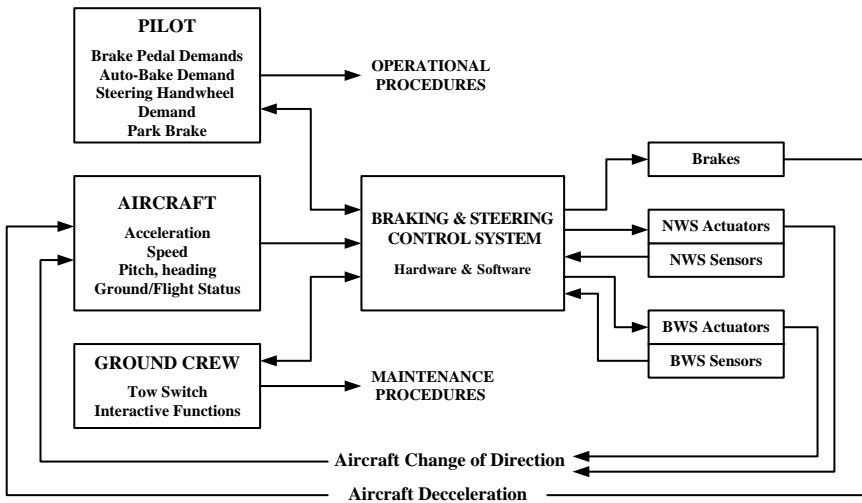 PILOT
Brake Pedal Demands
Auto-Bake Demand
Steering Handwheel
Demand
Park Brake
OPERATIONAL
PROCEDURES
AIRCRAFT
Acceleration
Speed
Pitch, heading
Ground/Flight Status
GROUND CREW
Tow Switch
Interactive Functions
MAINTENANCE
PROCEDURES
BRAKING & STEERING
CONTROL SYSTEM
Hardware & Software
Brakes
NWS Actuators
NWS Sensors
BWS Actuators
BWS Sensors
Aircraft Change of Direction
Aircraft Decceleration